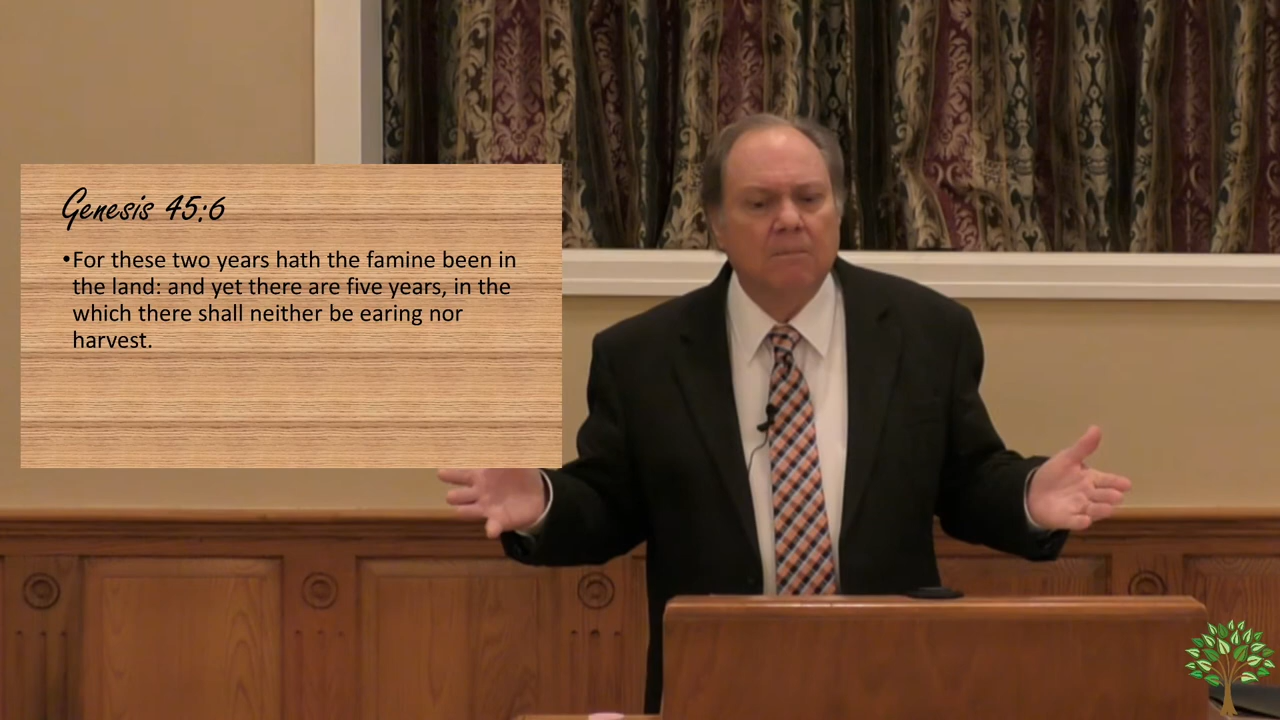 Genesis 45:6
•For these two years hath the famine been in
the land: and yet there are five years, in the
which there shall neither be earing nor
harvest.